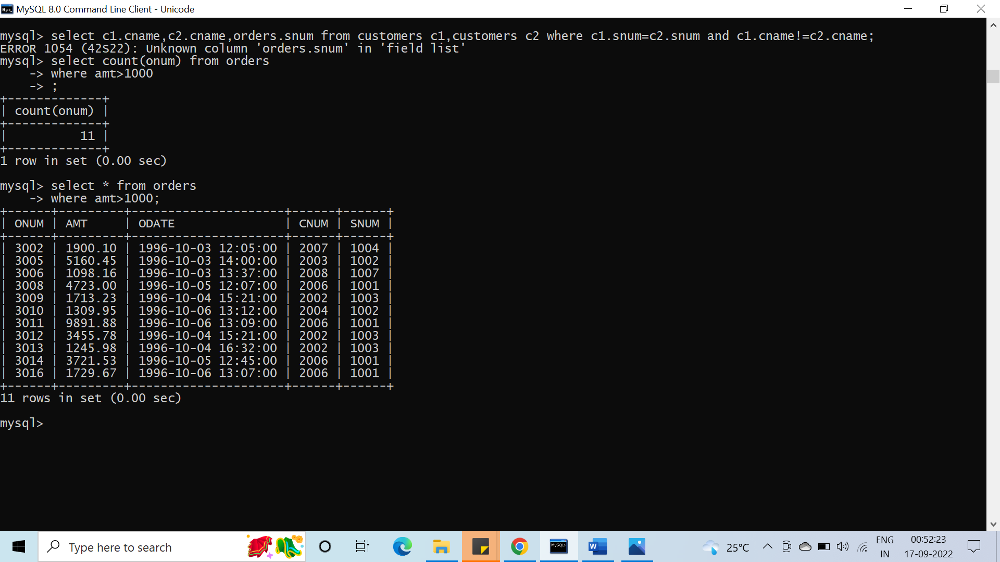 MySQL 8.0 Command Line Client - Unicode
mysql> select c1.cname,c2.cname,orders.snum from customers c1,customers c2 where c1.snum=c2.snum and c1.cname!=c2.cname;
ERROR 1054 (42S22): Unknown column 'orders.snum' in 'field list'
mysql> select count(onum) from orders
    -> where amt>1000
    -> ;
+-------------+
| count(onum) |
+-------------+
|          11 |
+-------------+
1 row in set (0.00 sec)
mysql> select * from orders
    -> where amt>1000;
+------+---------+---------------------+------+------+
| ONUM | AMT     | ODATE               | CNUM | SNUM |
+------+---------+---------------------+------+------+
| 3002 | 1900.10 | 1996-10-03 12:05:00 | 2007 | 1004 |
| 3005 | 5160.45 | 1996-10-03 14:00:00 | 2003 | 1002 |
| 3006 | 1098.16 | 1996-10-03 13:37:00 | 2008 | 1007 |
| 3008 | 4723.00 | 1996-10-05 12:07:00 | 2006 | 1001 |
| 3009 | 1713.23 | 1996-10-04 15:21:00 | 2002 | 1003 |
| 3010 | 1309.95 | 1996-10-06 13:12:00 | 2004 | 1002 |
| 3011 | 9891.88 | 1996-10-06 13:09:00 | 2006 | 1001 |
| 3012 | 3455.78 | 1996-10-04 15:21:00 | 2002 | 1003 |
| 3013 | 1245.98 | 1996-10-04 16:32:00 | 2002 | 1003 |
| 3014 | 3721.53 | 1996-10-05 12:45:00 | 2006 | 1001 |
| 3016 | 1729.67 | 1996-10-06 13:07:00 | 2006 | 1001 |
+------+---------+---------------------+------+------+
11 rows in set (0.00 sec)
mysql>
Type here to search
MySQL
W
25°C
ENG
IN
00:52:23
17-09-2022